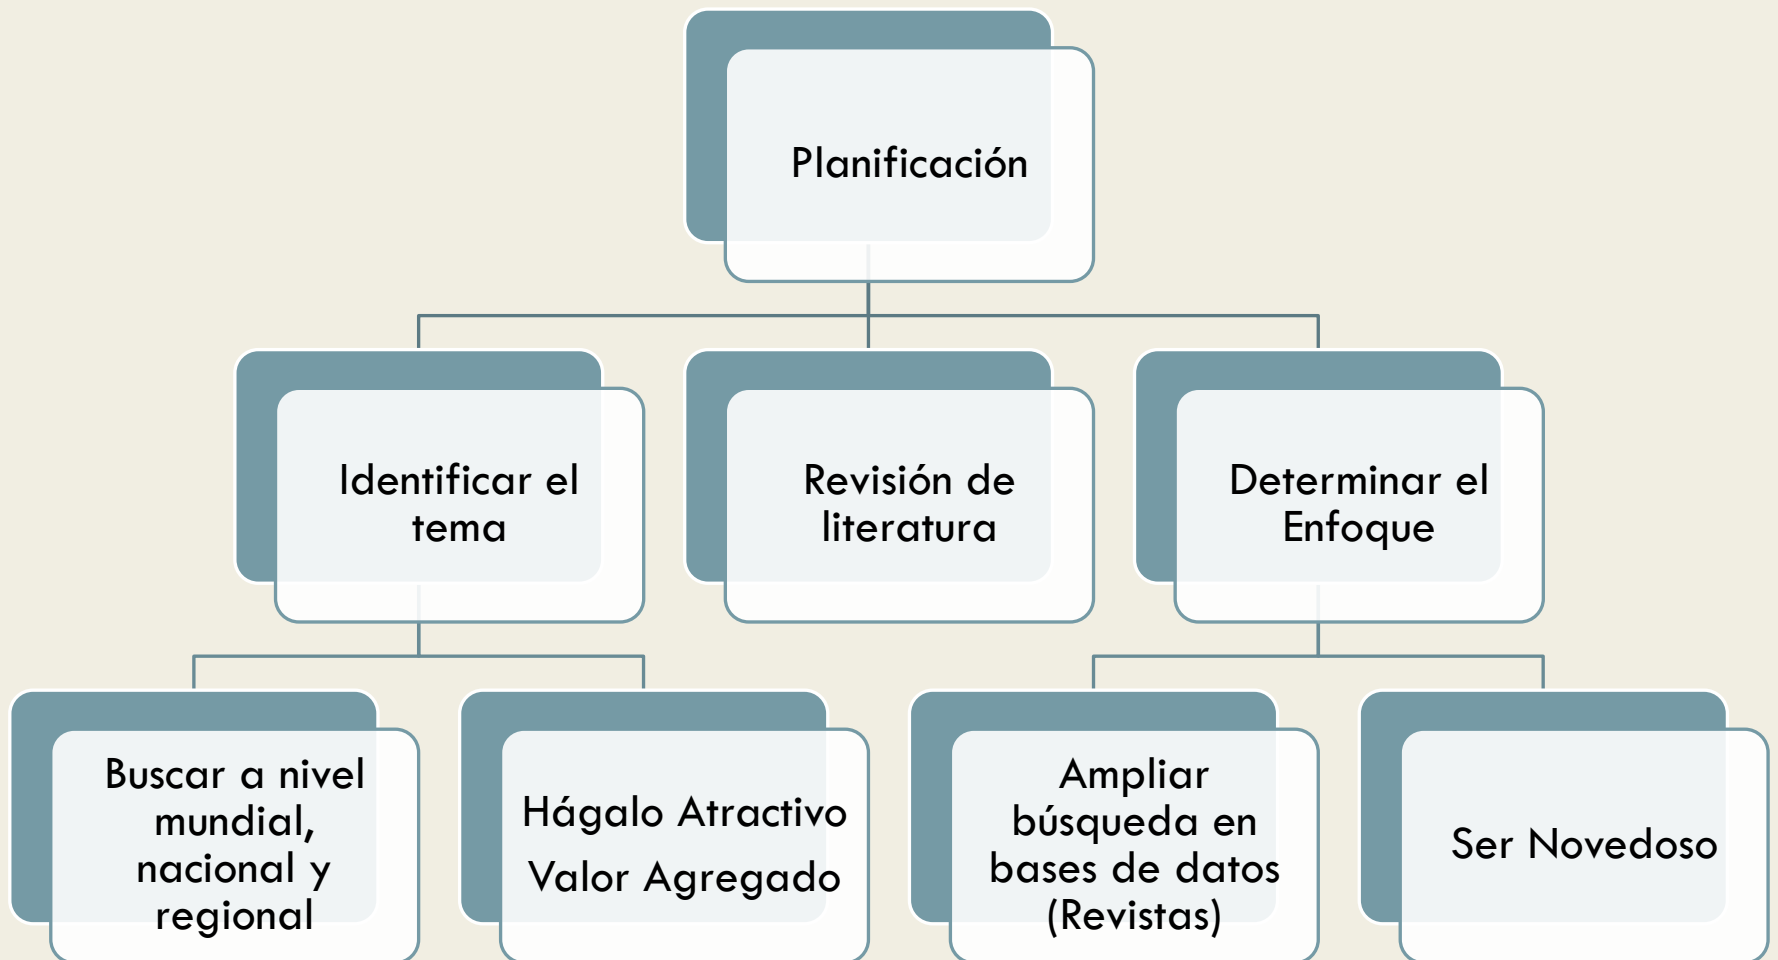 Planificación
Identificar el
tema
Revisión de
literatura
Determinar el
Enfoque
Buscar a nivel
mundial,
nacional y
regional
Hágalo Atractivo
Valor Agregado
Ampliar
búsqueda en
bases de datos
(Revistas)
Ser Novedoso